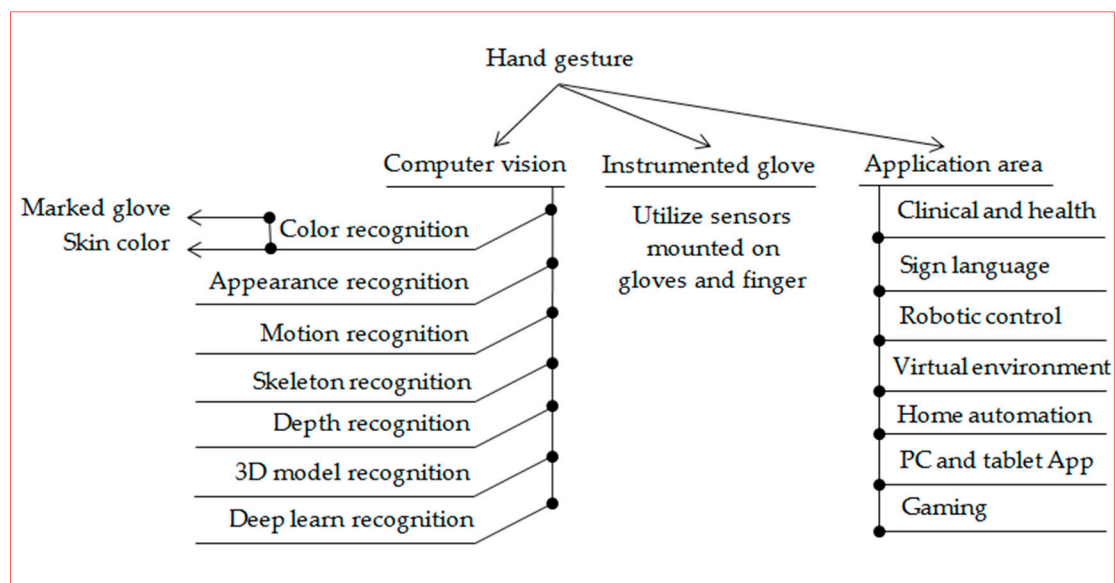 Hand gesture
Computer vision
Instrumented glove
Application area
Marked glove
Skin color
Color recognition
Appearance recognition
Motion recognition
Skeleton recognition
Depth recognition
3D model recognition
Deep learn recognition
Utilize sensors
mounted on
gloves and finger
Clinical and health
Sign language
Robotic control
Virtual environment
Home automation
PC and tablet App
Gaming